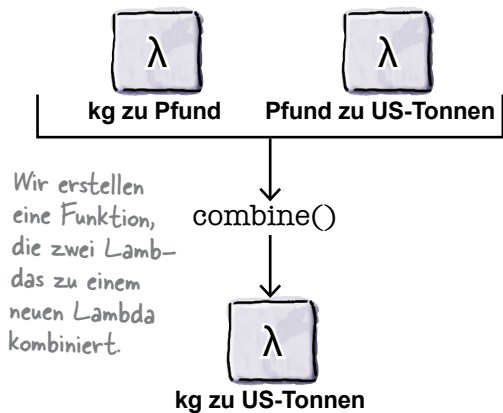 λ λ
kg zu Pfund Pfund zu US-Tonnen
Wir erstellen
eine Funktion,
die zwei Lamb-
das zu einem
neuen Lambda
kombiniert.
combine()
λ
kg zu US-Tonnen